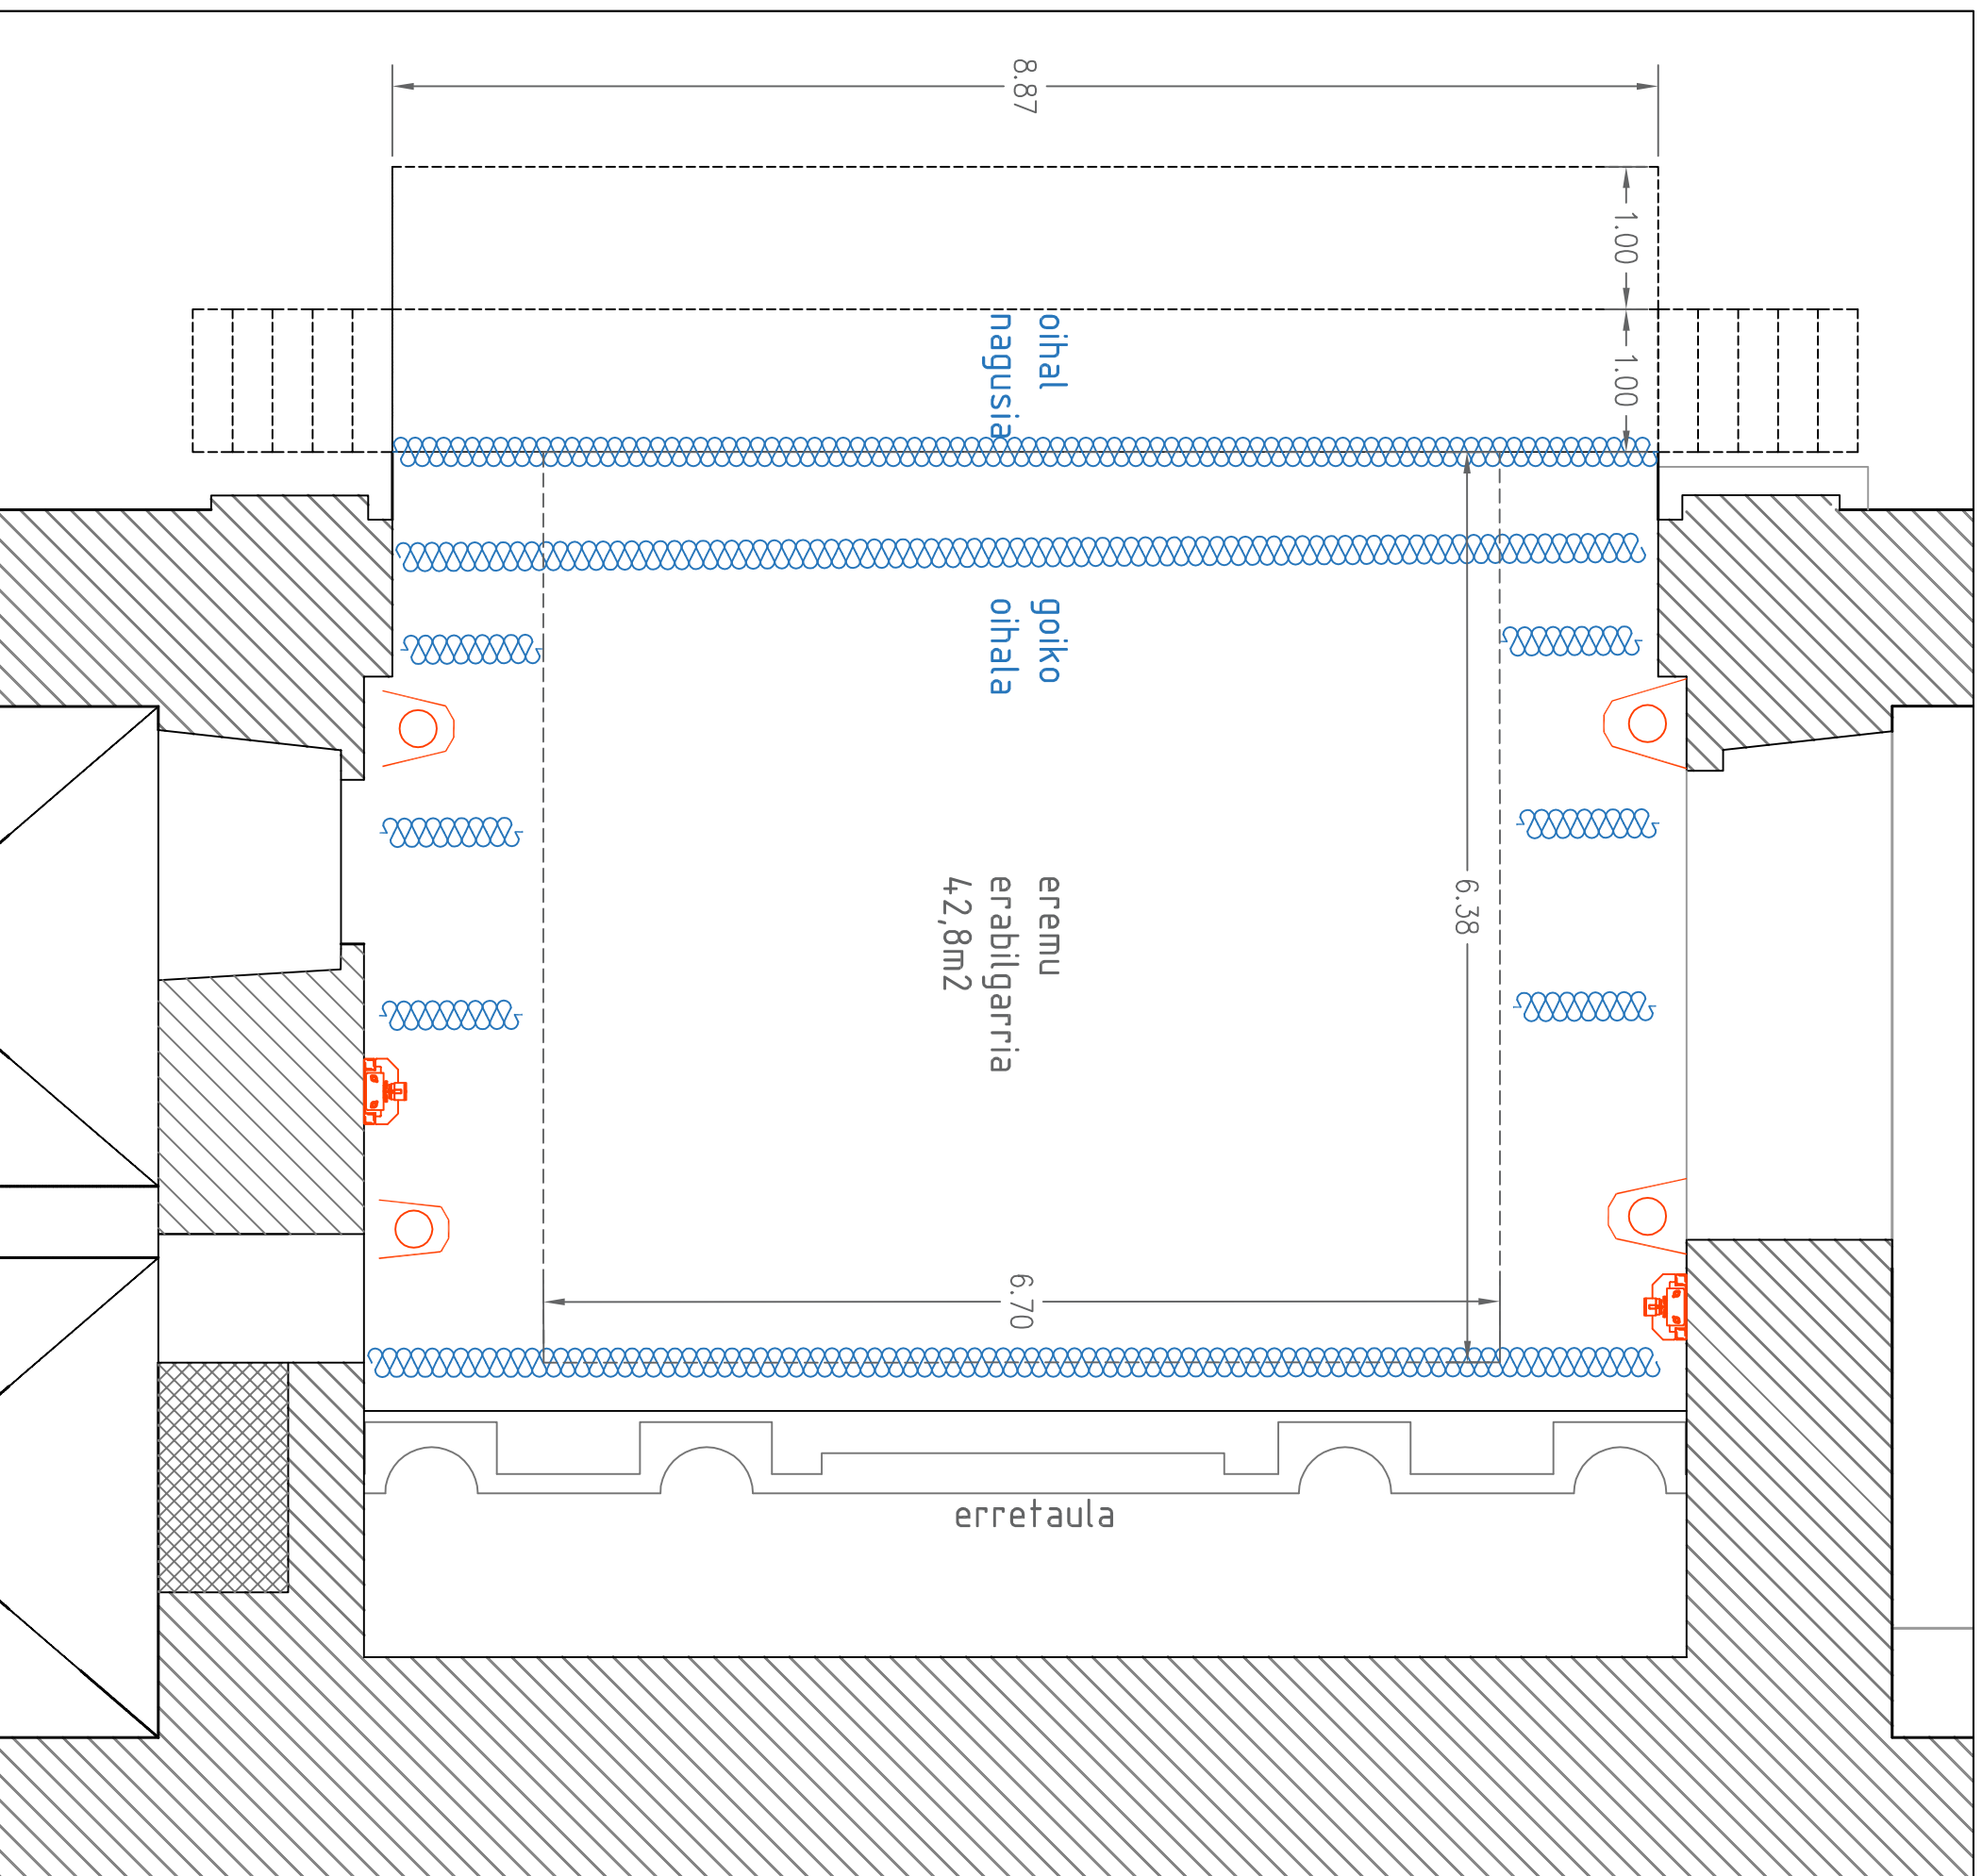 8.87
1.00
1.00
oihal
nagusia
goiko
oihala
eremu
erabilgarria
42,8m2
6.38
6.70
erretaula